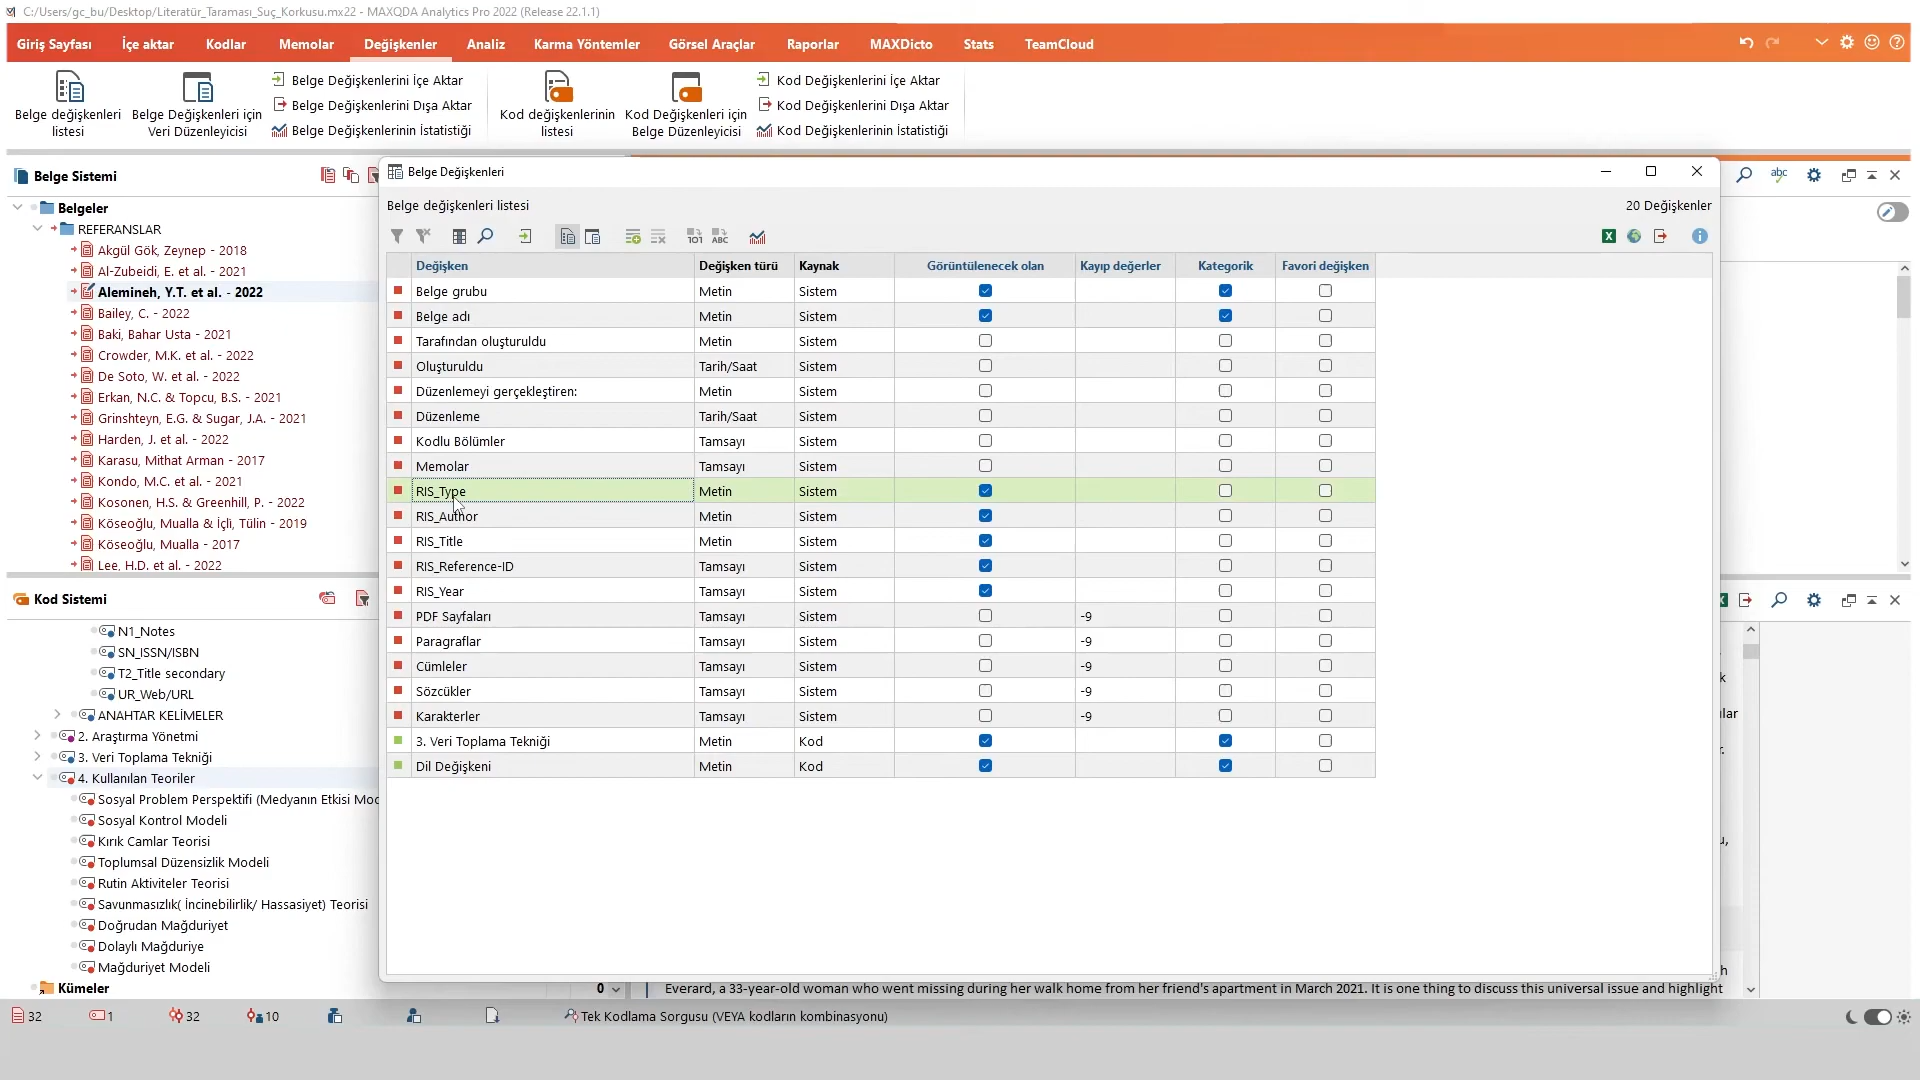 C:/Users/gc_bu/Desktop/Literatür_Taraması_Suç_Korkusu.mx22 - MAXQDA Analytics Pro 2022 (Release 22.1.1)
Giriş Sayfası İçe aktar Kodlar Memolar Değişkenler Analiz Karma Yöntemler Görsel Araçlar Raporlar MAXDicto Stats TeamCloud
Belge değişkenleri listesi
Belge Değişkenleri için Veri Düzenleyicisi
Belge Değişkenlerini İçe Aktar
Belge Değişkenlerini Dışa Aktar
Belge Değişkenlerinin İstatistiği
Kod değişkenlerinin listesi
Kod Değişkenleri için Belge Düzenleyicisi
Kod Değişkenlerini İçe Aktar
Kod Değişkenlerini Dışa Aktar
Kod Değişkenlerinin İstatistiği
Belge Sistemi
Belgeler
REFERANSLAR
Akgül Gök, Zeynep - 2018
Al-Zubeidi, E. et al. - 2021
Alemineh, Y.T. et al. - 2022
Bailey, C. - 2022
Baki, Bahar Usta - 2021
Crowder, M.K. et al. - 2022
De Soto, W. et al. - 2022
Erkan, N.C. & Topcu, B.S. - 2021
Grinshteyn, E.G. & Sugar, J.A. - 2021
Harden, J. et al. - 2022
Karasu, Mithat Arman - 2017
Kondo, M.C. et al. - 2021
Kosonen, H.S. & Greenhill, P. - 2022
Köseoğlu, Mualla & İçli, Tülin - 2019
Köseoğlu, Mualla - 2017
Lee, H.D. et al. - 2022
Kod Sistemi
N1_Notes
SN_ISSN/ISBN
T2_Title secondary
UR_Web/URL
ANAHTAR KELİMELER
2. Araştırma Yönetmi
3. Veri Toplama Tekniği
4. Kullanılan Teoriler
Sosyal Problem Perspektifi (Medyanın Etkisi Moc
Sosyal Kontrol Modeli
Kırık Camlar Teorisi
Toplumsal Düzensizlik Modeli
Rutin Aktiviteler Teorisi
Savunmasızlık( İncinebilirlik/ Hassasiyet) Teorisi
Doğrudan Mağduriyet
Dolaylı Mağduriye
Mağduriyet Modeli
Kümeler
Belge Değişkenleri
Belge değişkenleri listesi 20 Değişkenler
101 ABC
Değişken Değişken türü Kaynak Görüntülenecek olan Kayıp değerler Kategorik Favori değişken
Belge grubu Metin Sistem
Belge adı Metin Sistem
Tarafından oluşturuldu Metin Sistem
Oluşturuldu Tarih/Saat Sistem
Düzenlemeyi gerçekleştiren: Metin Sistem
Düzenleme Tarih/Saat Sistem
Kodlu Bölümler Tamsayı Sistem
Memolar Tamsayı Sistem
RIS_Type Metin Sistem
RIS_Author Metin Sistem
RIS_Title Metin Sistem
RIS_Reference-ID Tamsayı Sistem
RIS_Year Tamsayı Sistem
PDF Sayfaları Tamsayı Sistem -9
Paragraflar Tamsayı Sistem -9
Cümleler Tamsayı Sistem -9
Sözcükler Tamsayı Sistem -9
Karakterler Tamsayı Sistem -9
3. Veri Toplama Tekniği Metin Kod
Dil Değişkeni Metin Kod
abc
k
lar
r.
ı,
h
0
Everard, a 33-year-old woman who went missing during her walk home from her friend's apartment in March 2021. It is one thing to discuss this universal issue and highlight
32 1 32 10 Tek Kodlama Sorgusu (VEYA kodların kombinasyonu)